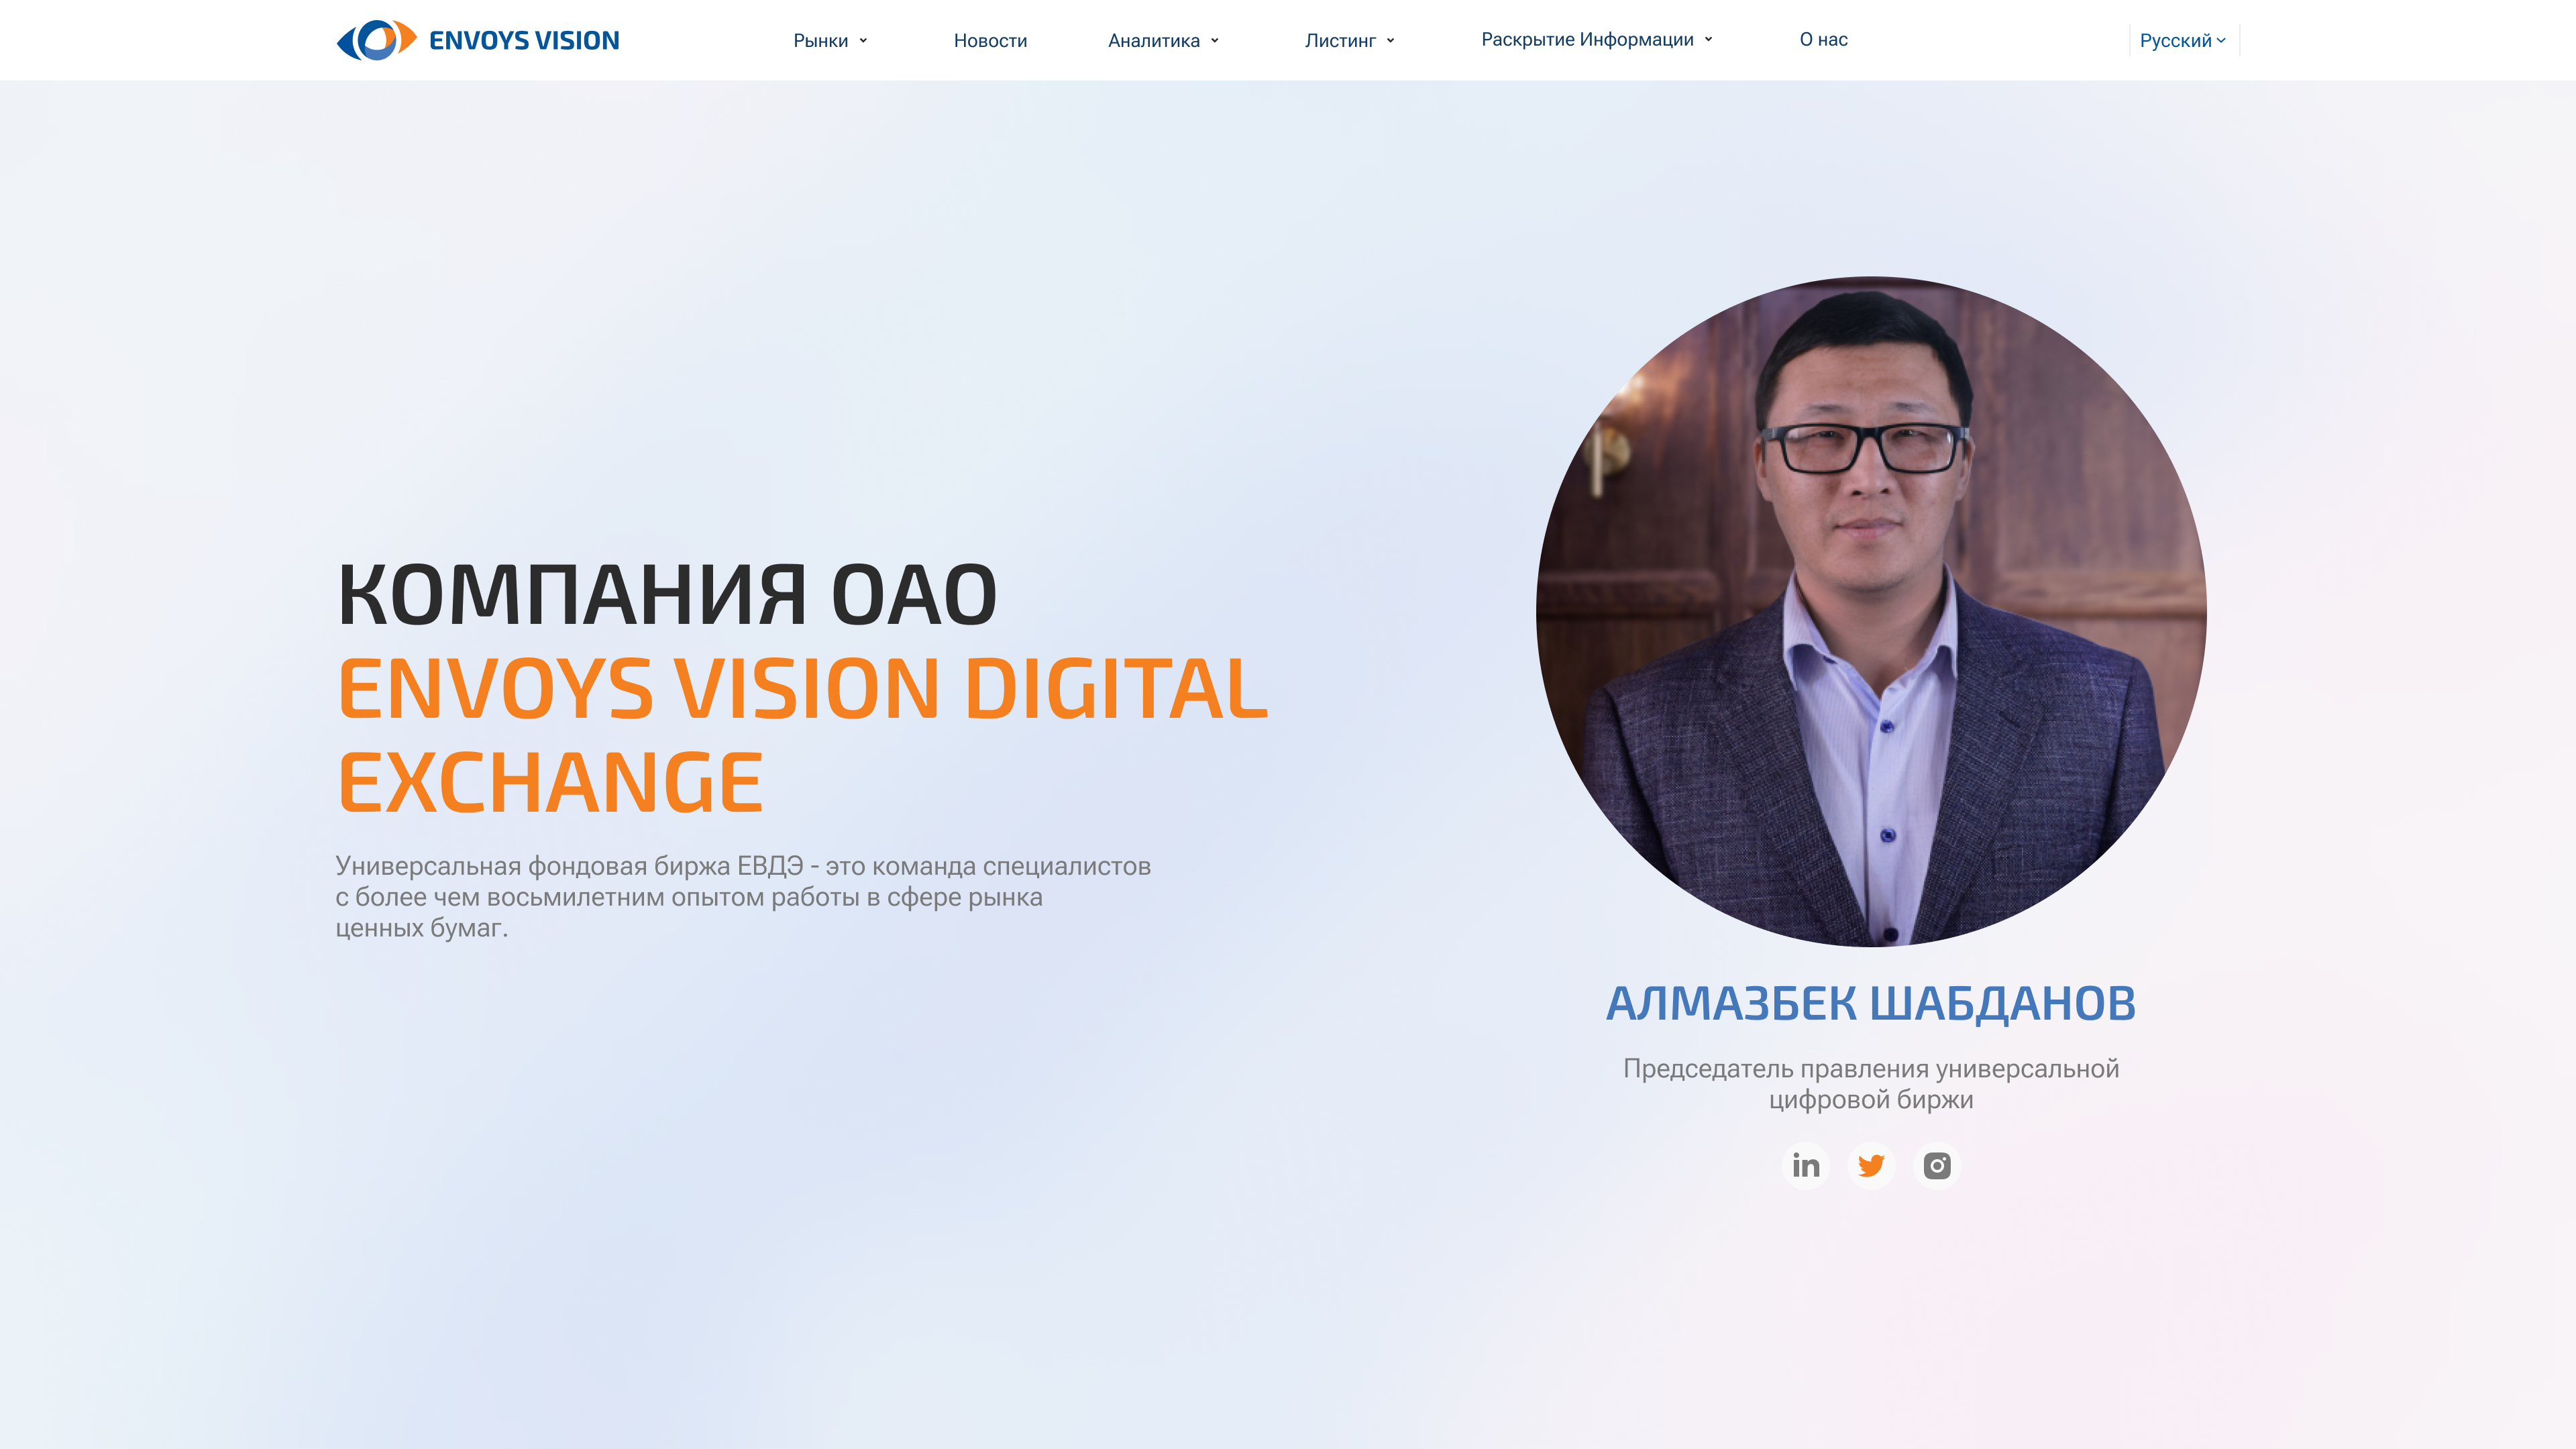 ENVOYS VISION
Рынки
Новости
Аналитика
Листинг
Раскрытие Информации
О нас
Русский
КОМПАНИЯ ОАО
ENVOYS VISION DIGITAL
EXCHANGE
Универсальная фондовая биржа ЕВДЭ - это команда специалистов
с более чем восьмилетним опытом работы в сфере рынка
ценных бумаг.
АЛМАЗБЕК ШАБДАНОВ
Председатель правления универсальной
цифровой биржи
in